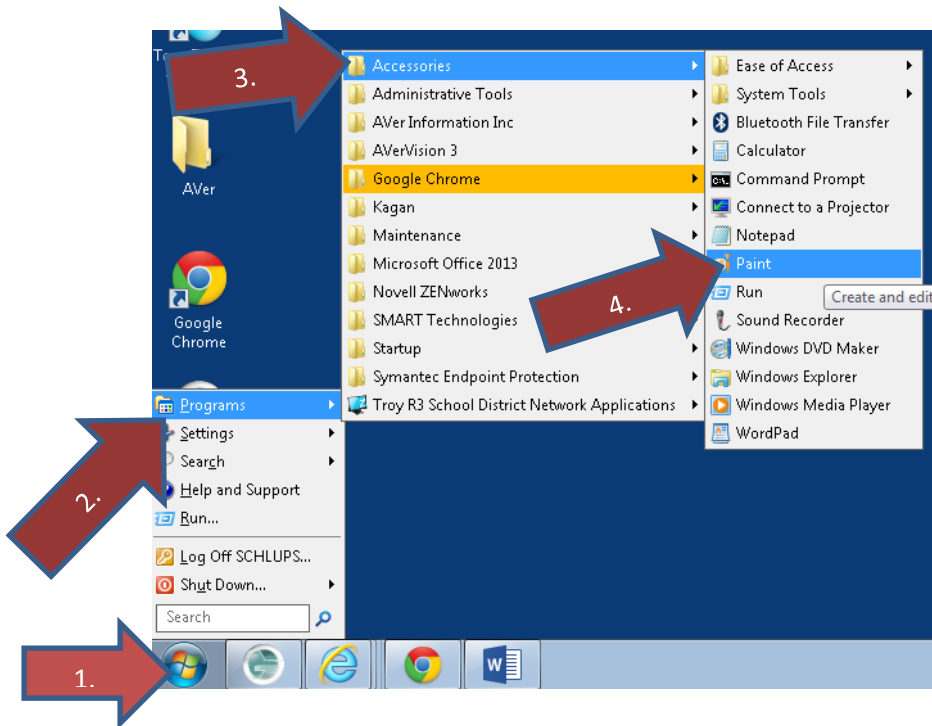 3.
AVer
Google
Chrome
Accessories
Administrative Tools
AVer Information Inc
AVerVision 3
Google Chrome
Kagan
Maintenance
Microsoft Office 2013
Novell ZENworks
SMART Technologies
Startup
Symantec Endpoint Protection
Troy R3 School District Network Applications
4.
Ease of Access
System Tools
Bluetooth File Transfer
Calculator
Command Prompt
Connect to a Projector
Notepad
Paint
Run
Create and edit
Sound Recorder
Windows DVD Maker
Windows Explorer
Windows Media Player
WordPad
2.
Programs
Settings
Search
Help and Support
Run...
Log Off SCHLUPS...
Shut Down...
Search
1.